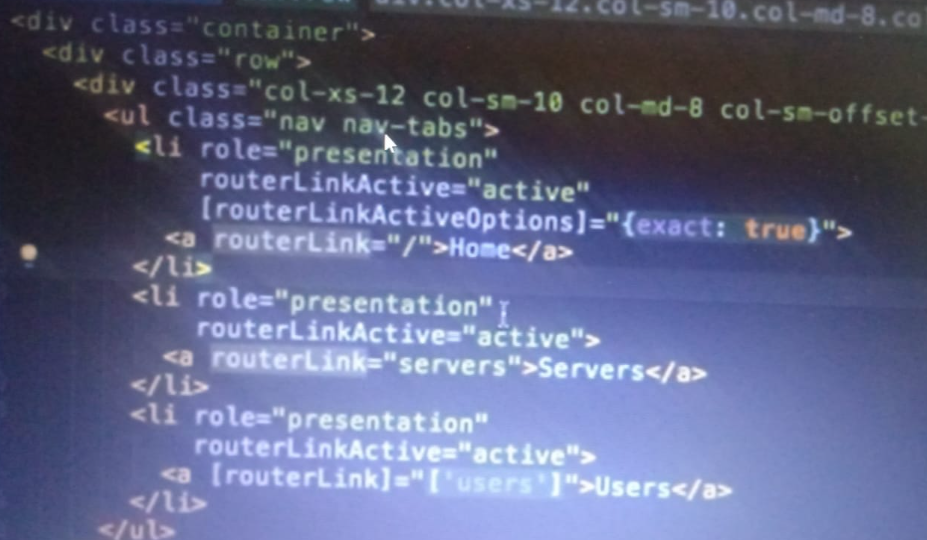 div.col-xs-12.col-sm-10.col-md-8.co
<div class="container">
<div class="row">
<div class="col-xs-12 col-sm-10 col-md-8 col-sm-offset-
<ul class="nav nav-tabs">
<li role="presentation"
routerLinkActive="active"
[routerLinkActiveOptions]="{exact: true}">
<a routerLink="/">Home</a>
</li>
<li role="presentation"
routerLinkActive="active">
<a routerLink="servers">Servers</a>
</li>
<li role="presentation"
routerLinkActive="active">
<a [routerLink]="['users']">Users</a>
</li>
</ul>